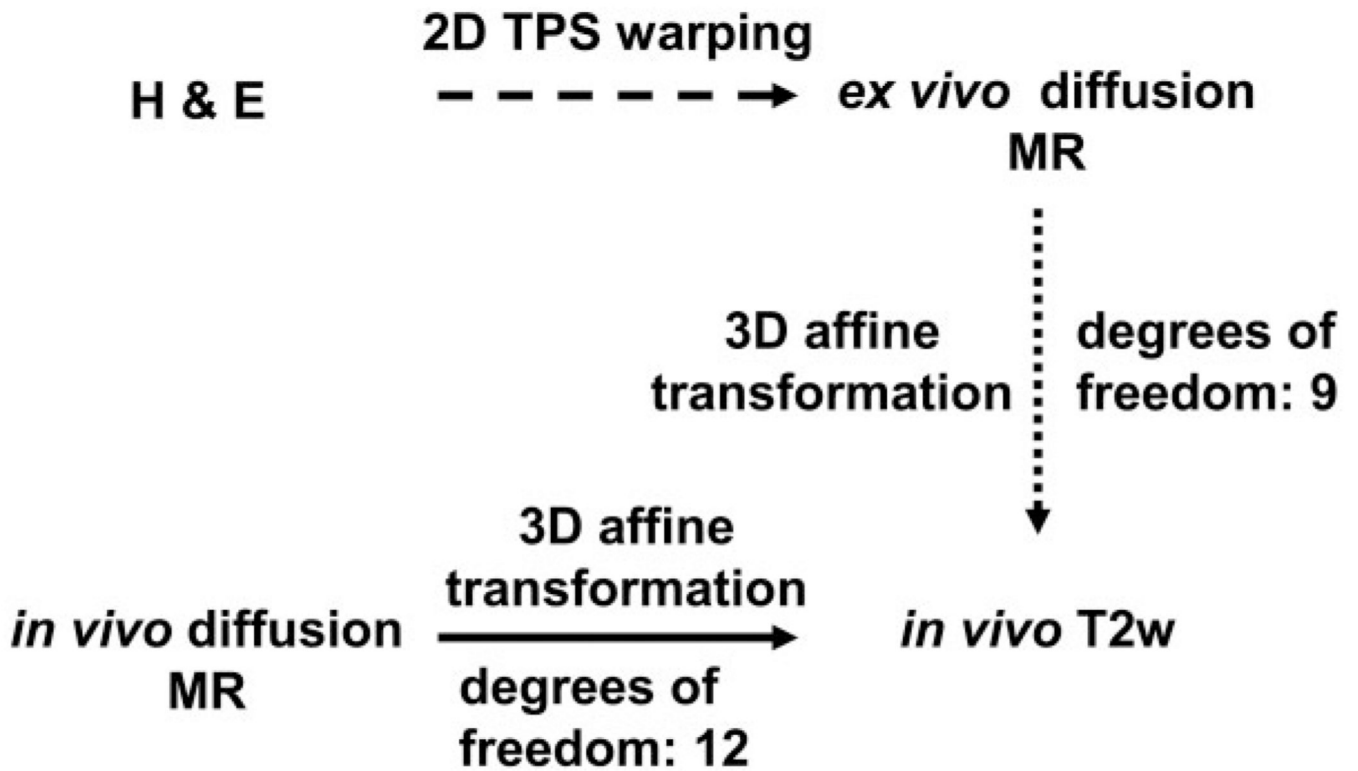 2D TPS warping
H & E
ex vivo diffusion
MR
3D affine
transformation
degrees of
freedom: 9
3D affine
transformation
in vivo diffusion
MR
in vivo T2w
degrees of
freedom: 12